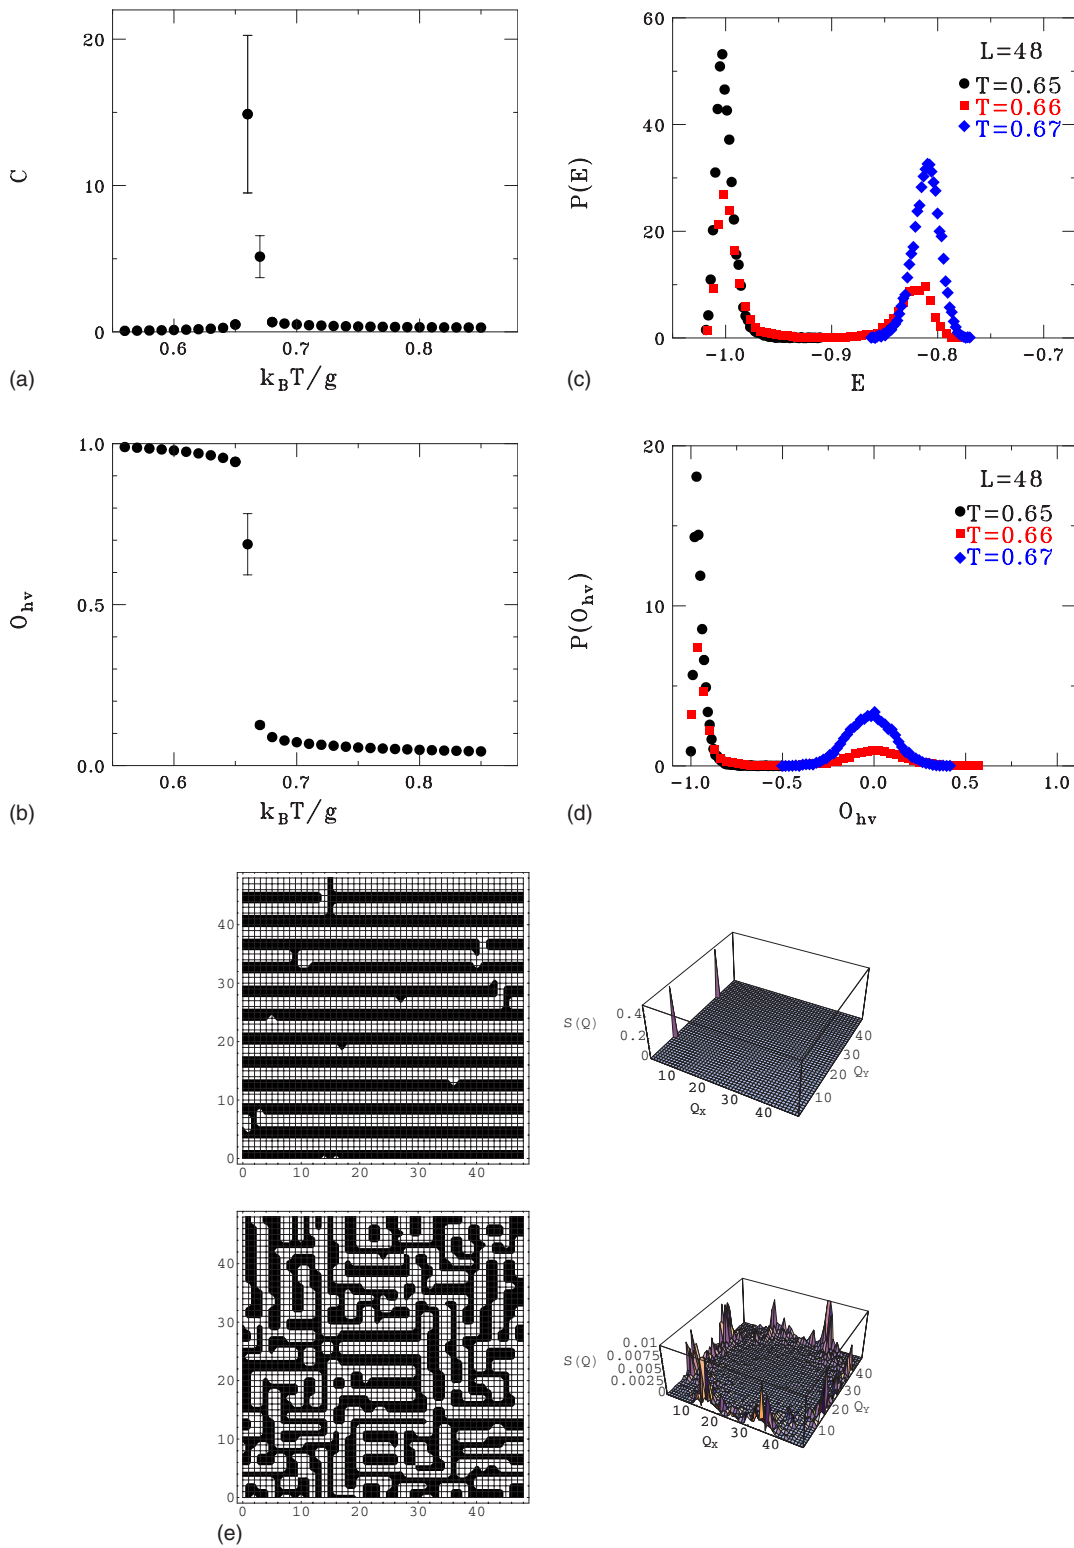 20
10
0
C
0.6 0.7 0.8
k_BT/g
(a)
60
50
40
30
20
10
0
P(E)
L=48
T=0.65
T=0.66
T=0.67
−1.0 −0.9 −0.8 −0.7
E
(c)
1.0
0.5
0.0
O_hv
0.6 0.7 0.8
k_BT/g
(b)
20
15
10
5
0
P(O_hv)
L=48
T=0.65
T=0.66
T=0.67
−1.0 −0.5 0.0 0.5 1.0
O_hv
(d)
40
30
20
10
0
0 10 20 30 40
S(Q)
0.4
0.2
0
10
20
30
40
Q_X
10
20
30
40
Q_Y
40
30
20
10
0
0 10 20 30 40
S(Q)
0.01
0.0075
0.005
0.0025
0
10
20
30
40
Q_X
10
20
30
40
Q_Y
(e)